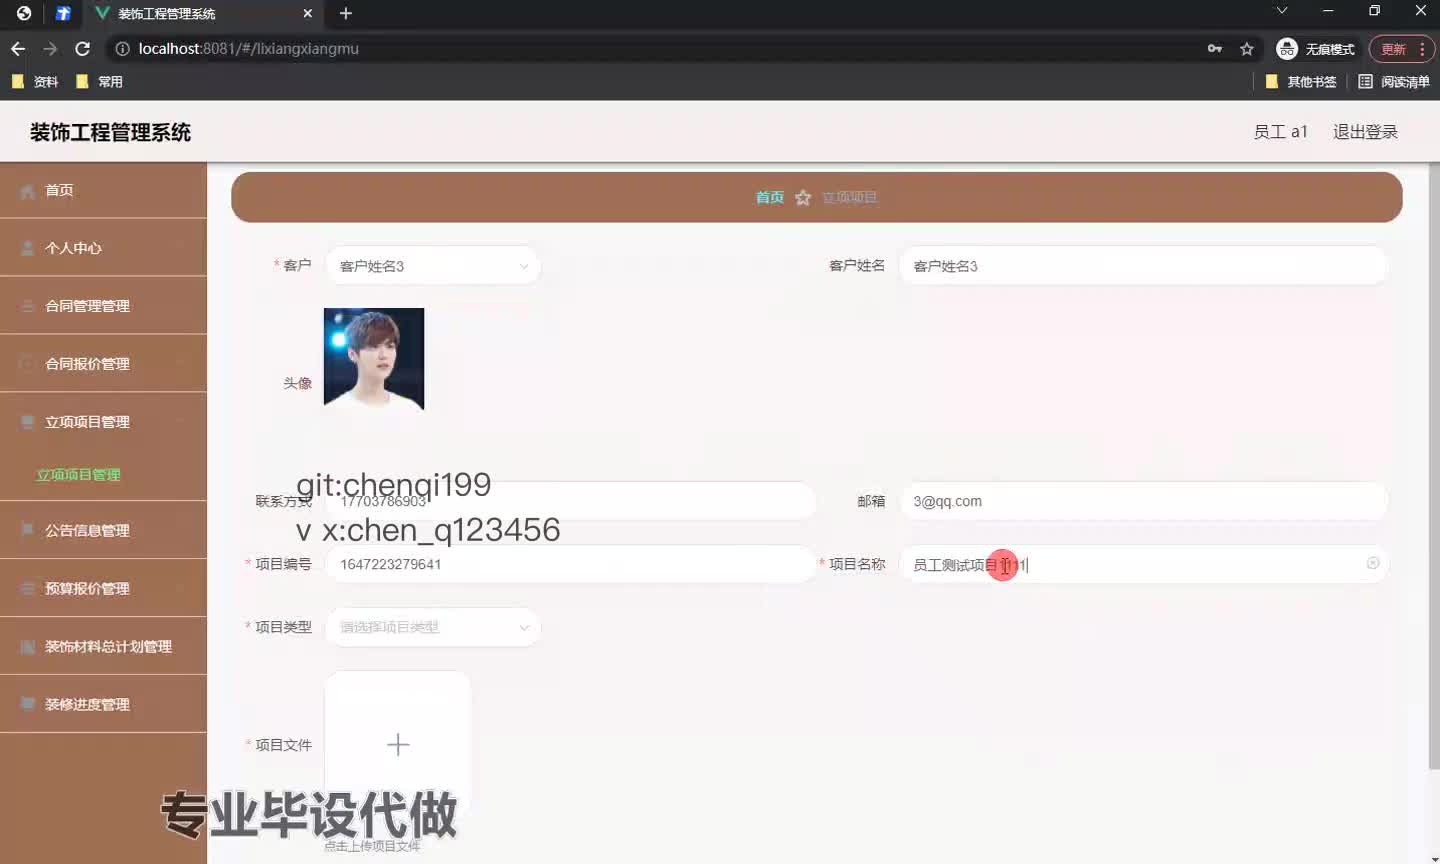 装饰工程管理系统
localhost:8081/#/lixiangxiangmu
无痕模式
更新
资料
常用
其他书签
阅读清单
装饰工程管理系统
员工 a1
退出登录
首页
个人中心
合同管理管理
合同报价管理
立项项目管理
立项项目管理
公告信息管理
预算报价管理
装饰材料总计划管理
装修进度管理
首页
立项项目
* 客户
客户姓名3
客户姓名
客户姓名3
头像
git:chenqi199
联系方式
17703786903
邮箱
3@qq.com
v x:chen_q123456
* 项目编号
1647223279641
* 项目名称
员工测试项目
* 项目类型
请选择项目类型
* 项目文件
专业毕设代做
点击上传项目文件